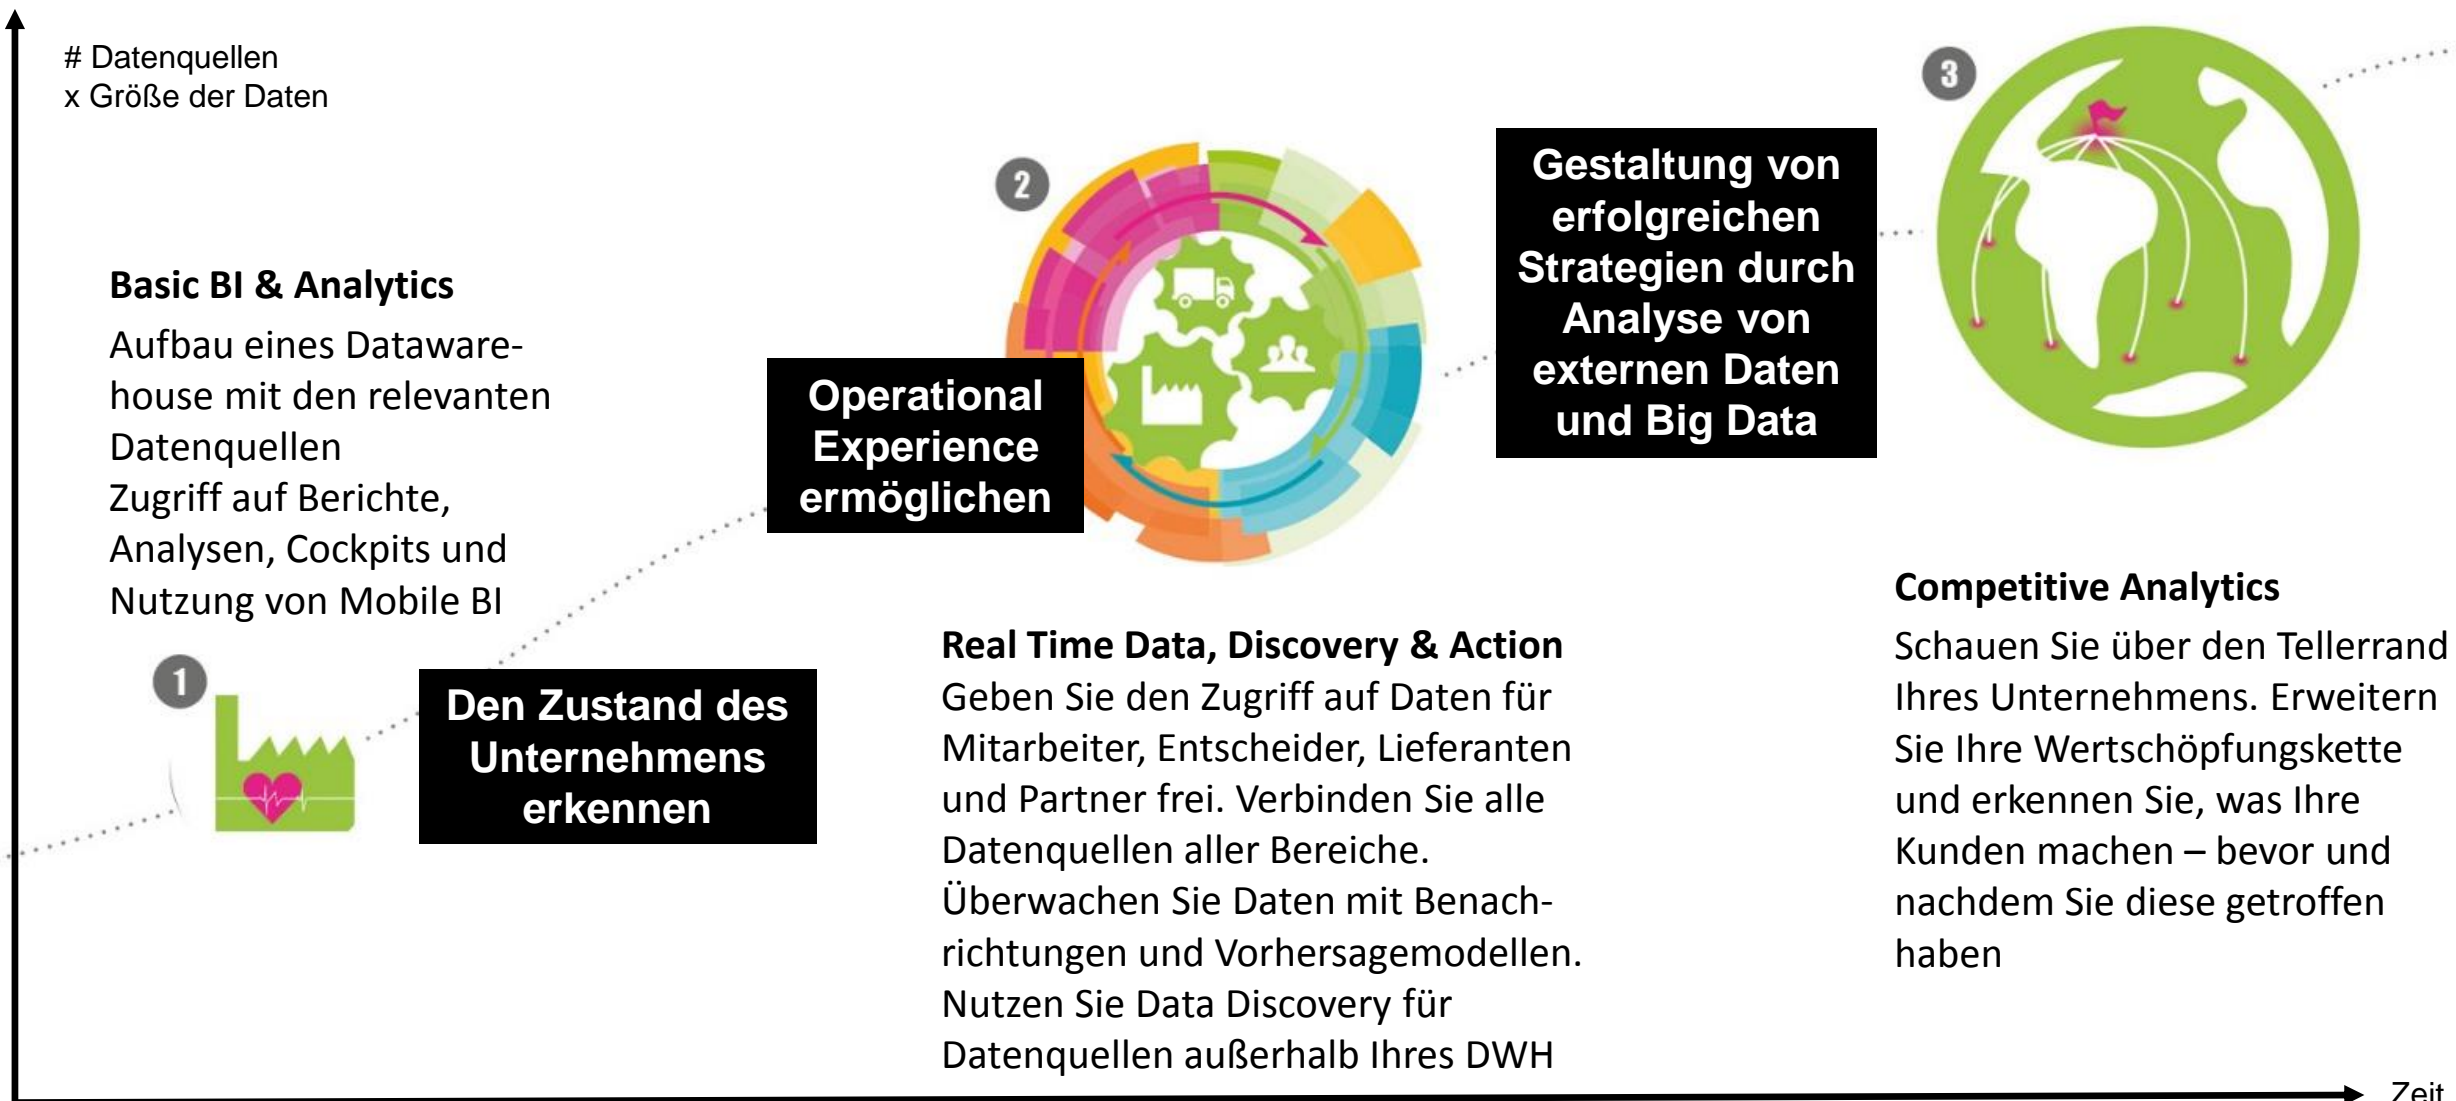 # Datenquellen
x Größe der Daten
Basic BI & Analytics
Aufbau eines Dataware-
house mit den relevanten
Datenquellen
Zugriff auf Berichte,
Analysen, Cockpits und
Nutzung von Mobile BI
1
Den Zustand des
Unternehmens
erkennen
2
Operational
Experience
ermöglichen
Real Time Data, Discovery & Action
Geben Sie den Zugriff auf Daten für
Mitarbeiter, Entscheider, Lieferanten
und Partner frei. Verbinden Sie alle
Datenquellen aller Bereiche.
Überwachen Sie Daten mit Benach-
richtungen und Vorhersagemodellen.
Nutzen Sie Data Discovery für
Datenquellen außerhalb Ihres DWH
Gestaltung von
erfolgreichen
Strategien durch
Analyse von
externen Daten
und Big Data
3
Competitive Analytics
Schauen Sie über den Tellerrand
Ihres Unternehmens. Erweitern
Sie Ihre Wertschöpfungskette
und erkennen Sie, was Ihre
Kunden machen – bevor und
nachdem Sie diese getroffen
haben
Zeit